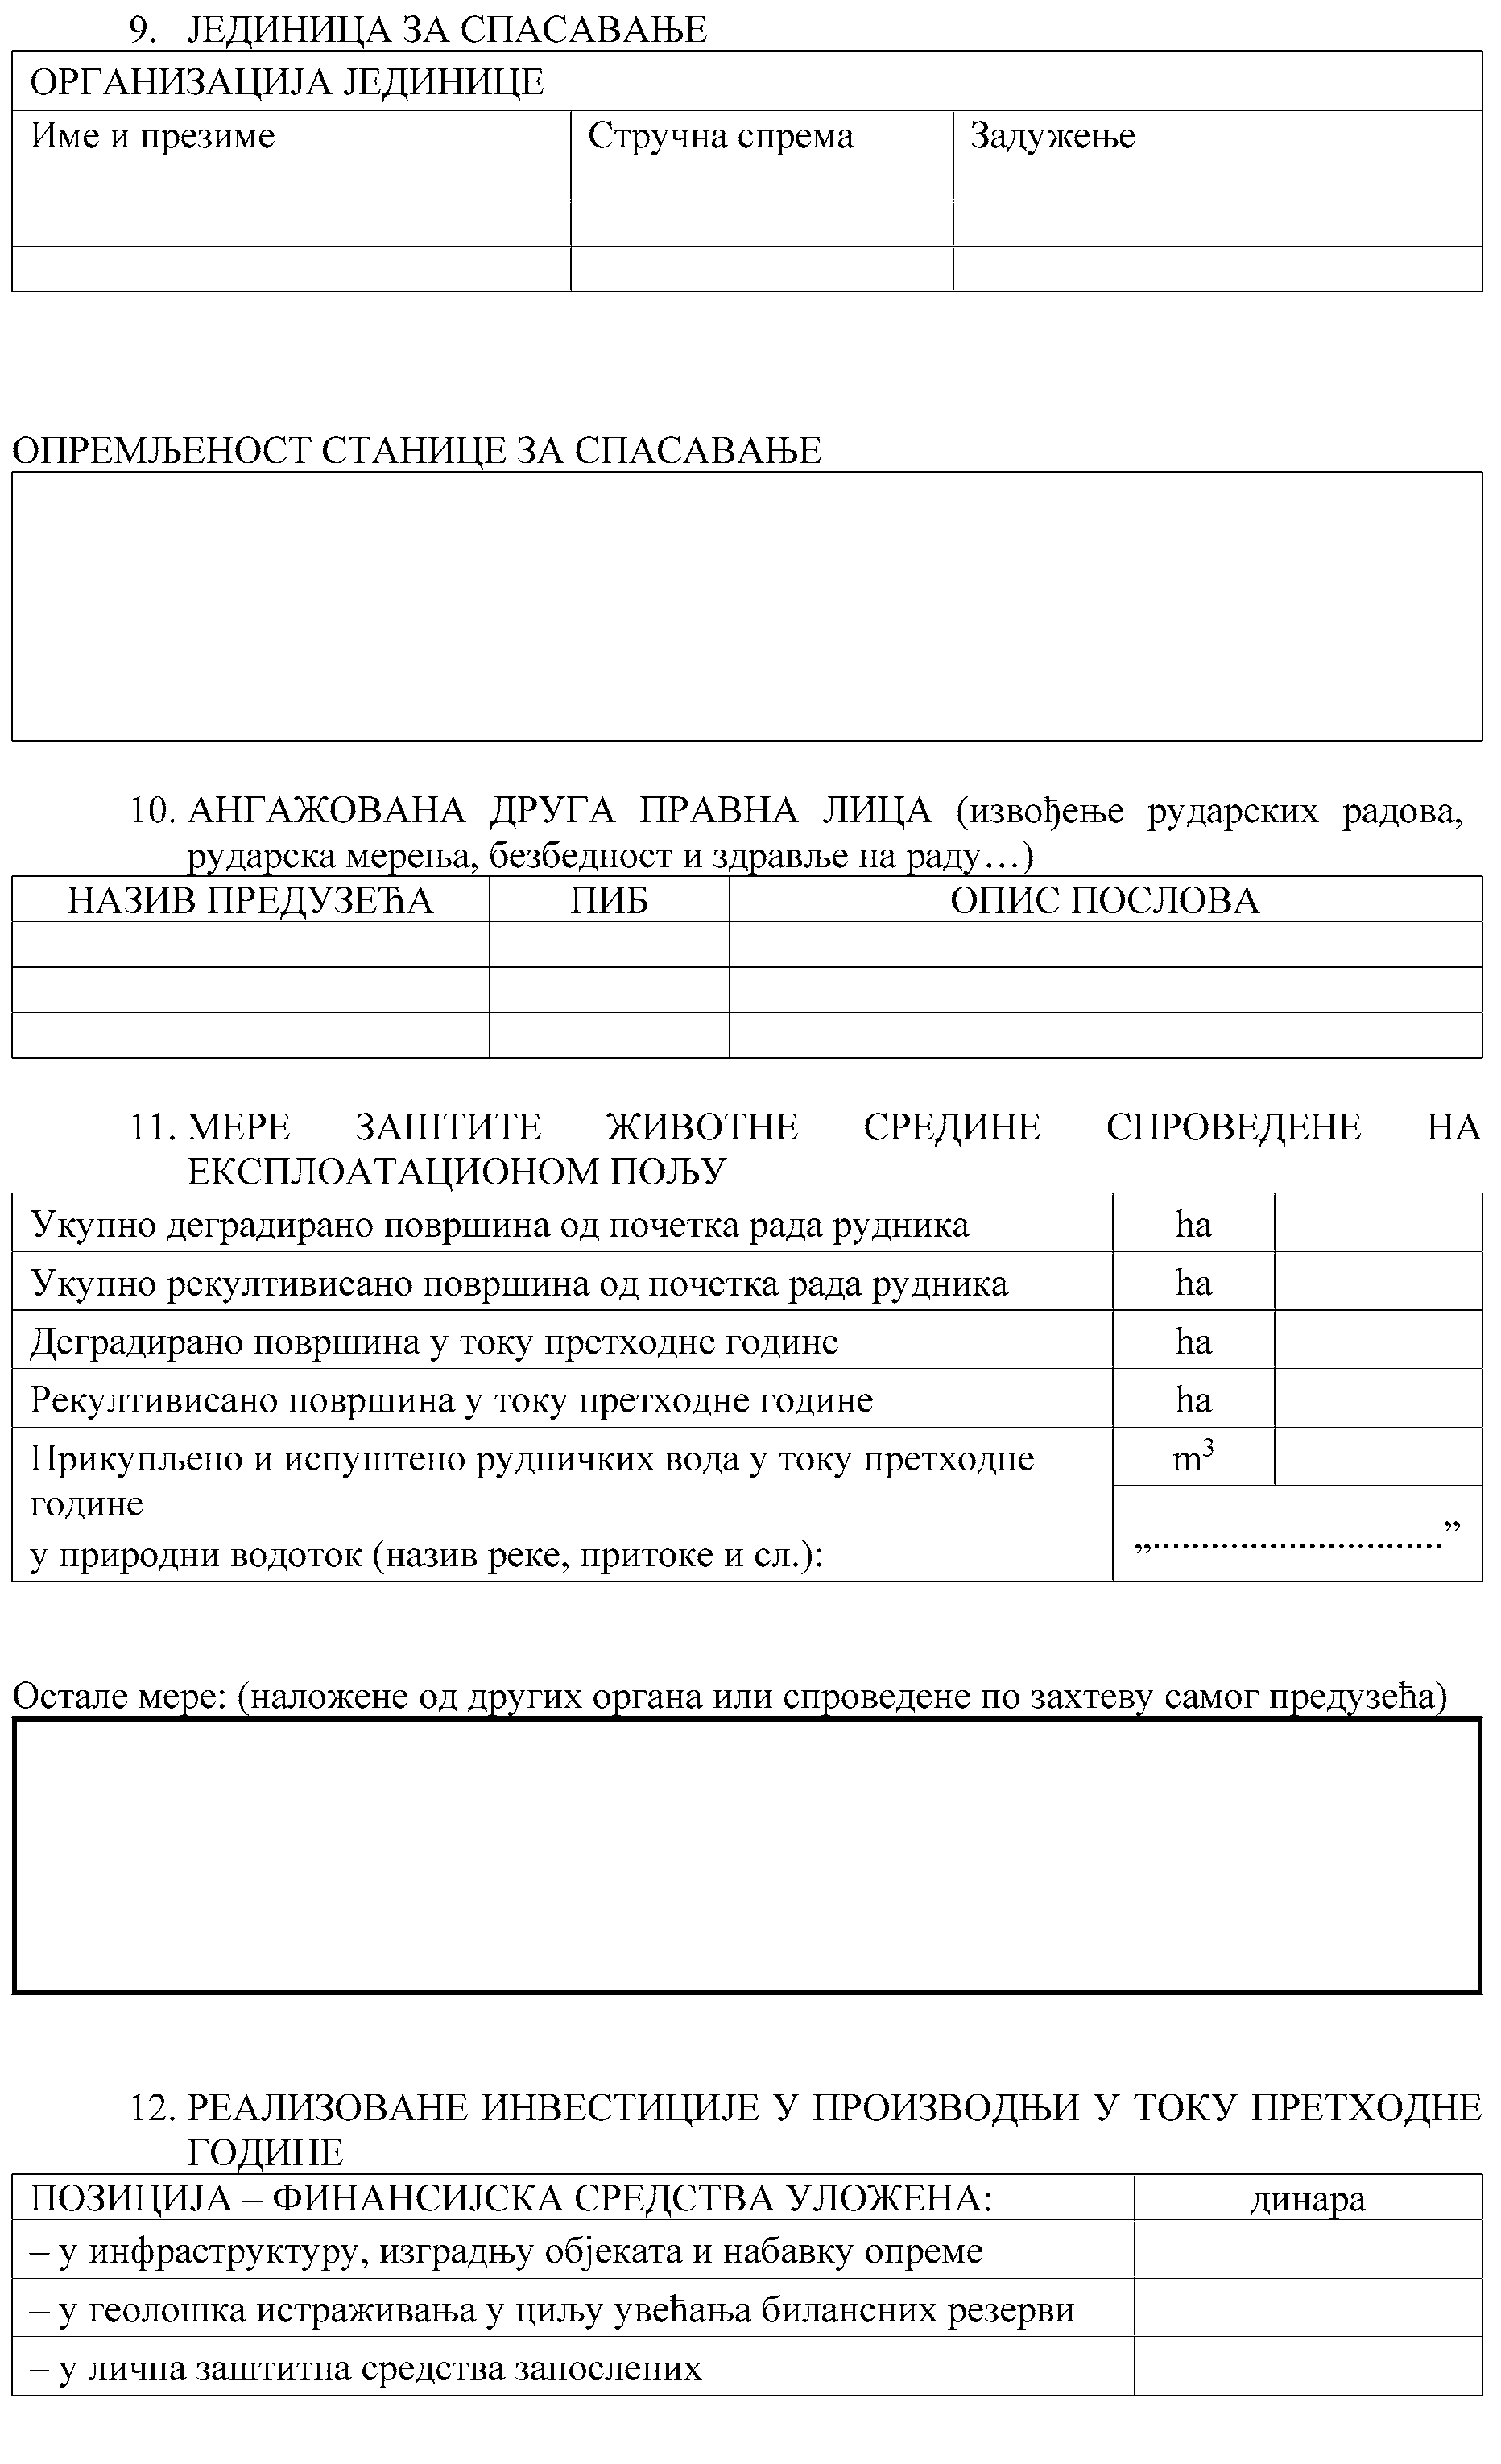 9. ЈЕДИНИЦА ЗА СПАСАВАЊЕ
ОРГАНИЗАЦИЈА ЈЕДИНИЦЕ
Име и презиме Стручна спрема Задужење
ОПРЕМЉЕНОСТ СТАНИЦЕ ЗА СПАСАВАЊЕ
10. АНГАЖОВАНА ДРУГА ПРАВНА ЛИЦА (извођење рударских радова,
рударска мерења, безбедност и здравље на раду…)
НАЗИВ ПРЕДУЗЕЋА ПИБ ОПИС ПОСЛОВА
11. МЕРЕ ЗАШТИТЕ ЖИВОТНЕ СРЕДИНЕ СПРОВЕДЕНЕ НА
ЕКСПЛОАТАЦИОНОМ ПОЉУ
Укупно деградирано површина од почетка рада рудника ha
Укупно рекултивисано површина од почетка рада рудника ha
Деградирано површина у току претходне године ha
Рекултивисано површина у току претходне године ha
Прикупљено и испуштено рудничких вода у току претходне m³
године
у природни водоток (назив реке, притоке и сл.): „..............................”
Остале мере: (наложене од других органа или спроведене по захтеву самог предузећа)
12. РЕАЛИЗОВАНЕ ИНВЕСТИЦИЈЕ У ПРОИЗВОДЊИ У ТОКУ ПРЕТХОДНЕ
ГОДИНЕ
ПОЗИЦИЈА – ФИНАНСИЈСКА СРЕДСТВА УЛОЖЕНА: динара
– у инфраструктуру, изградњу објеката и набавку опреме
– у геолошка истраживања у циљу увећања билансних резерви
– у лична заштитна средства запослених